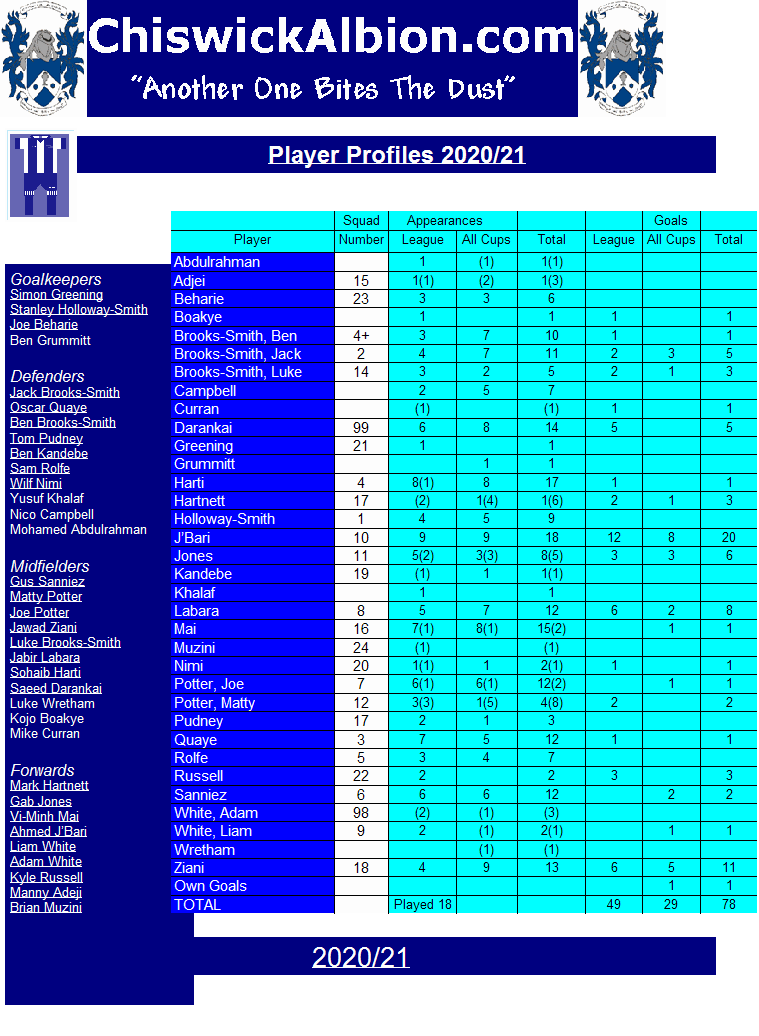 ChiswickAlbion.com
“Another One Bites The Dust”
Player Profiles 2020/21
Goalkeepers
Simon Greening
Stanley Holloway-Smith
Joe Beharie
Ben Grummitt
Defenders
Jack Brooks-Smith
Oscar Quaye
Ben Brooks-Smith
Tom Pudney
Ben Kandebe
Sam Rolfe
Wilf Nimi
Yusuf Khalaf
Nico Campbell
Mohamed Abdulrahman
Midfielders
Gus Sanniez
Matty Potter
Joe Potter
Jawad Ziani
Luke Brooks-Smith
Jabir Labara
Sohaib Harti
Saeed Darankai
Luke Wretham
Kojo Boakye
Mike Curran
Forwards
Mark Hartnett
Gab Jones
Vi-Minh Mai
Ahmed J'Bari
Liam White
Adam White
Kyle Russell
Manny Adeji
Brian Muzini
Squad Appearances Goals
Player Number League All Cups Total League All Cups Total
Abdulrahman 1 (1) 1(1)
Adjei 15 1(1) (2) 1(3)
Beharie 23 3 3 6
Boakye 1 1 1 1
Brooks-Smith, Ben 4+ 3 7 10 1 1
Brooks-Smith, Jack 2 4 7 11 2 3 5
Brooks-Smith, Luke 14 3 2 5 2 1 3
Campbell 2 5 7
Curran (1) (1) 1 1
Darankai 99 6 8 14 5 5
Greening 21 1 1
Grummitt 1 1
Harti 4 8(1) 8 17 1 1
Hartnett 17 (2) 1(4) 1(6) 2 1 3
Holloway-Smith 1 4 5 9
J'Bari 10 9 9 18 12 8 20
Jones 11 5(2) 3(3) 8(5) 3 3 6
Kandebe 19 (1) 1 1(1)
Khalaf 1 1
Labara 8 5 7 12 6 2 8
Mai 16 7(1) 8(1) 15(2) 1 1
Muzini 24 (1) (1)
Nimi 20 1(1) 1 2(1) 1 1
Potter, Joe 7 6(1) 6(1) 12(2) 1 1
Potter, Matty 12 3(3) 1(5) 4(8) 2 2
Pudney 17 2 1 3
Quaye 3 7 5 12 1 1
Rolfe 5 3 4 7
Russell 22 2 2 3 3
Sanniez 6 6 6 12 2 2
White, Adam 98 (2) (1) (3)
White, Liam 9 2 (1) 2(1) 1 1
Wretham (1) (1)
Ziani 18 4 9 13 6 5 11
Own Goals 1 1
TOTAL Played 18 49 29 78
2020/21